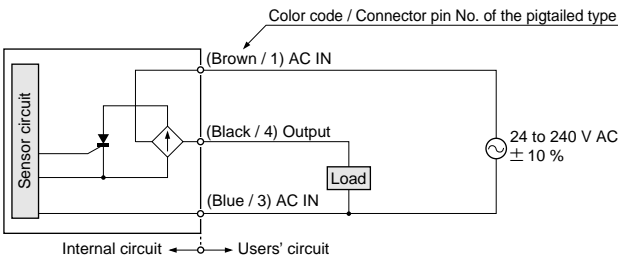 Color code / Connector pin No. of the pigtailed type
(Brown / 1) AC IN
Sensor circuit
(Black / 4) Output
24 to 240 V AC
± 10 %
Load
(Blue / 3) AC IN
Internal circuit
Users' circuit